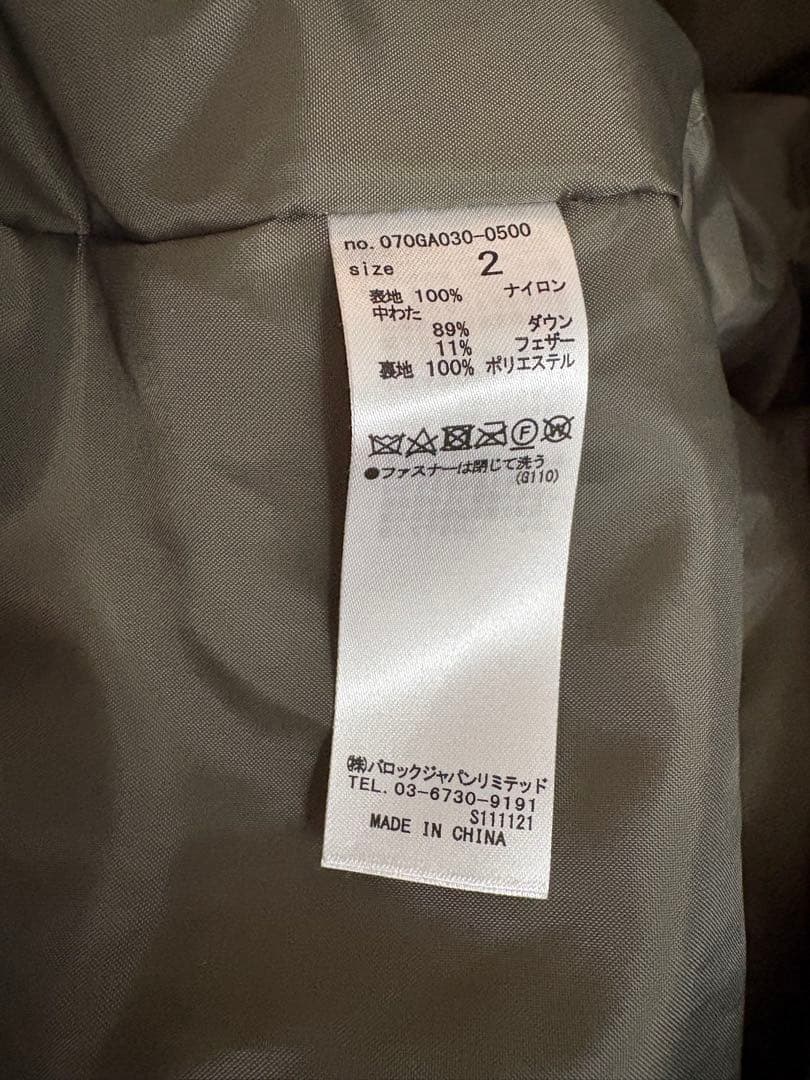 no.070GA030-0500
size 2
表地 100% ナイロン
中わた
89% ダウン
11% フェザー
裏地 100% ポリエステル
F W
●ファスナーは閉じて洗う
(G110)
㈱バロックジャパンリミテッド
TEL.03-6730-9191
S111121
MADE IN CHINA